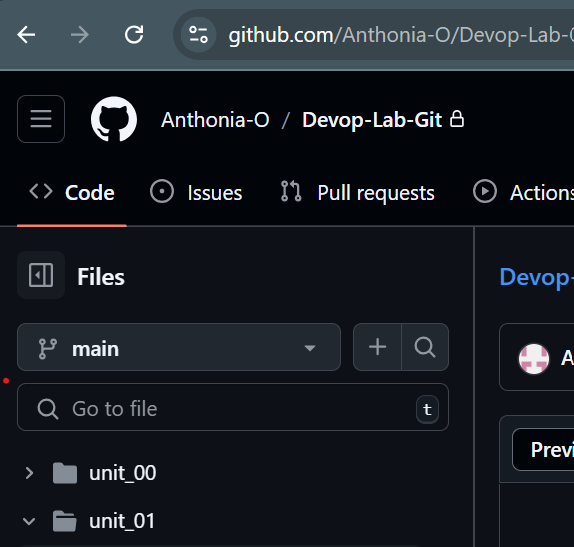 github.com/Anthonia-O/Devop-Lab-
Anthonia-O / Devop-Lab-Git
Code Issues Pull requests Actions
Files
Devop-
main
A
Go to file t
Previ
unit_00
unit_01